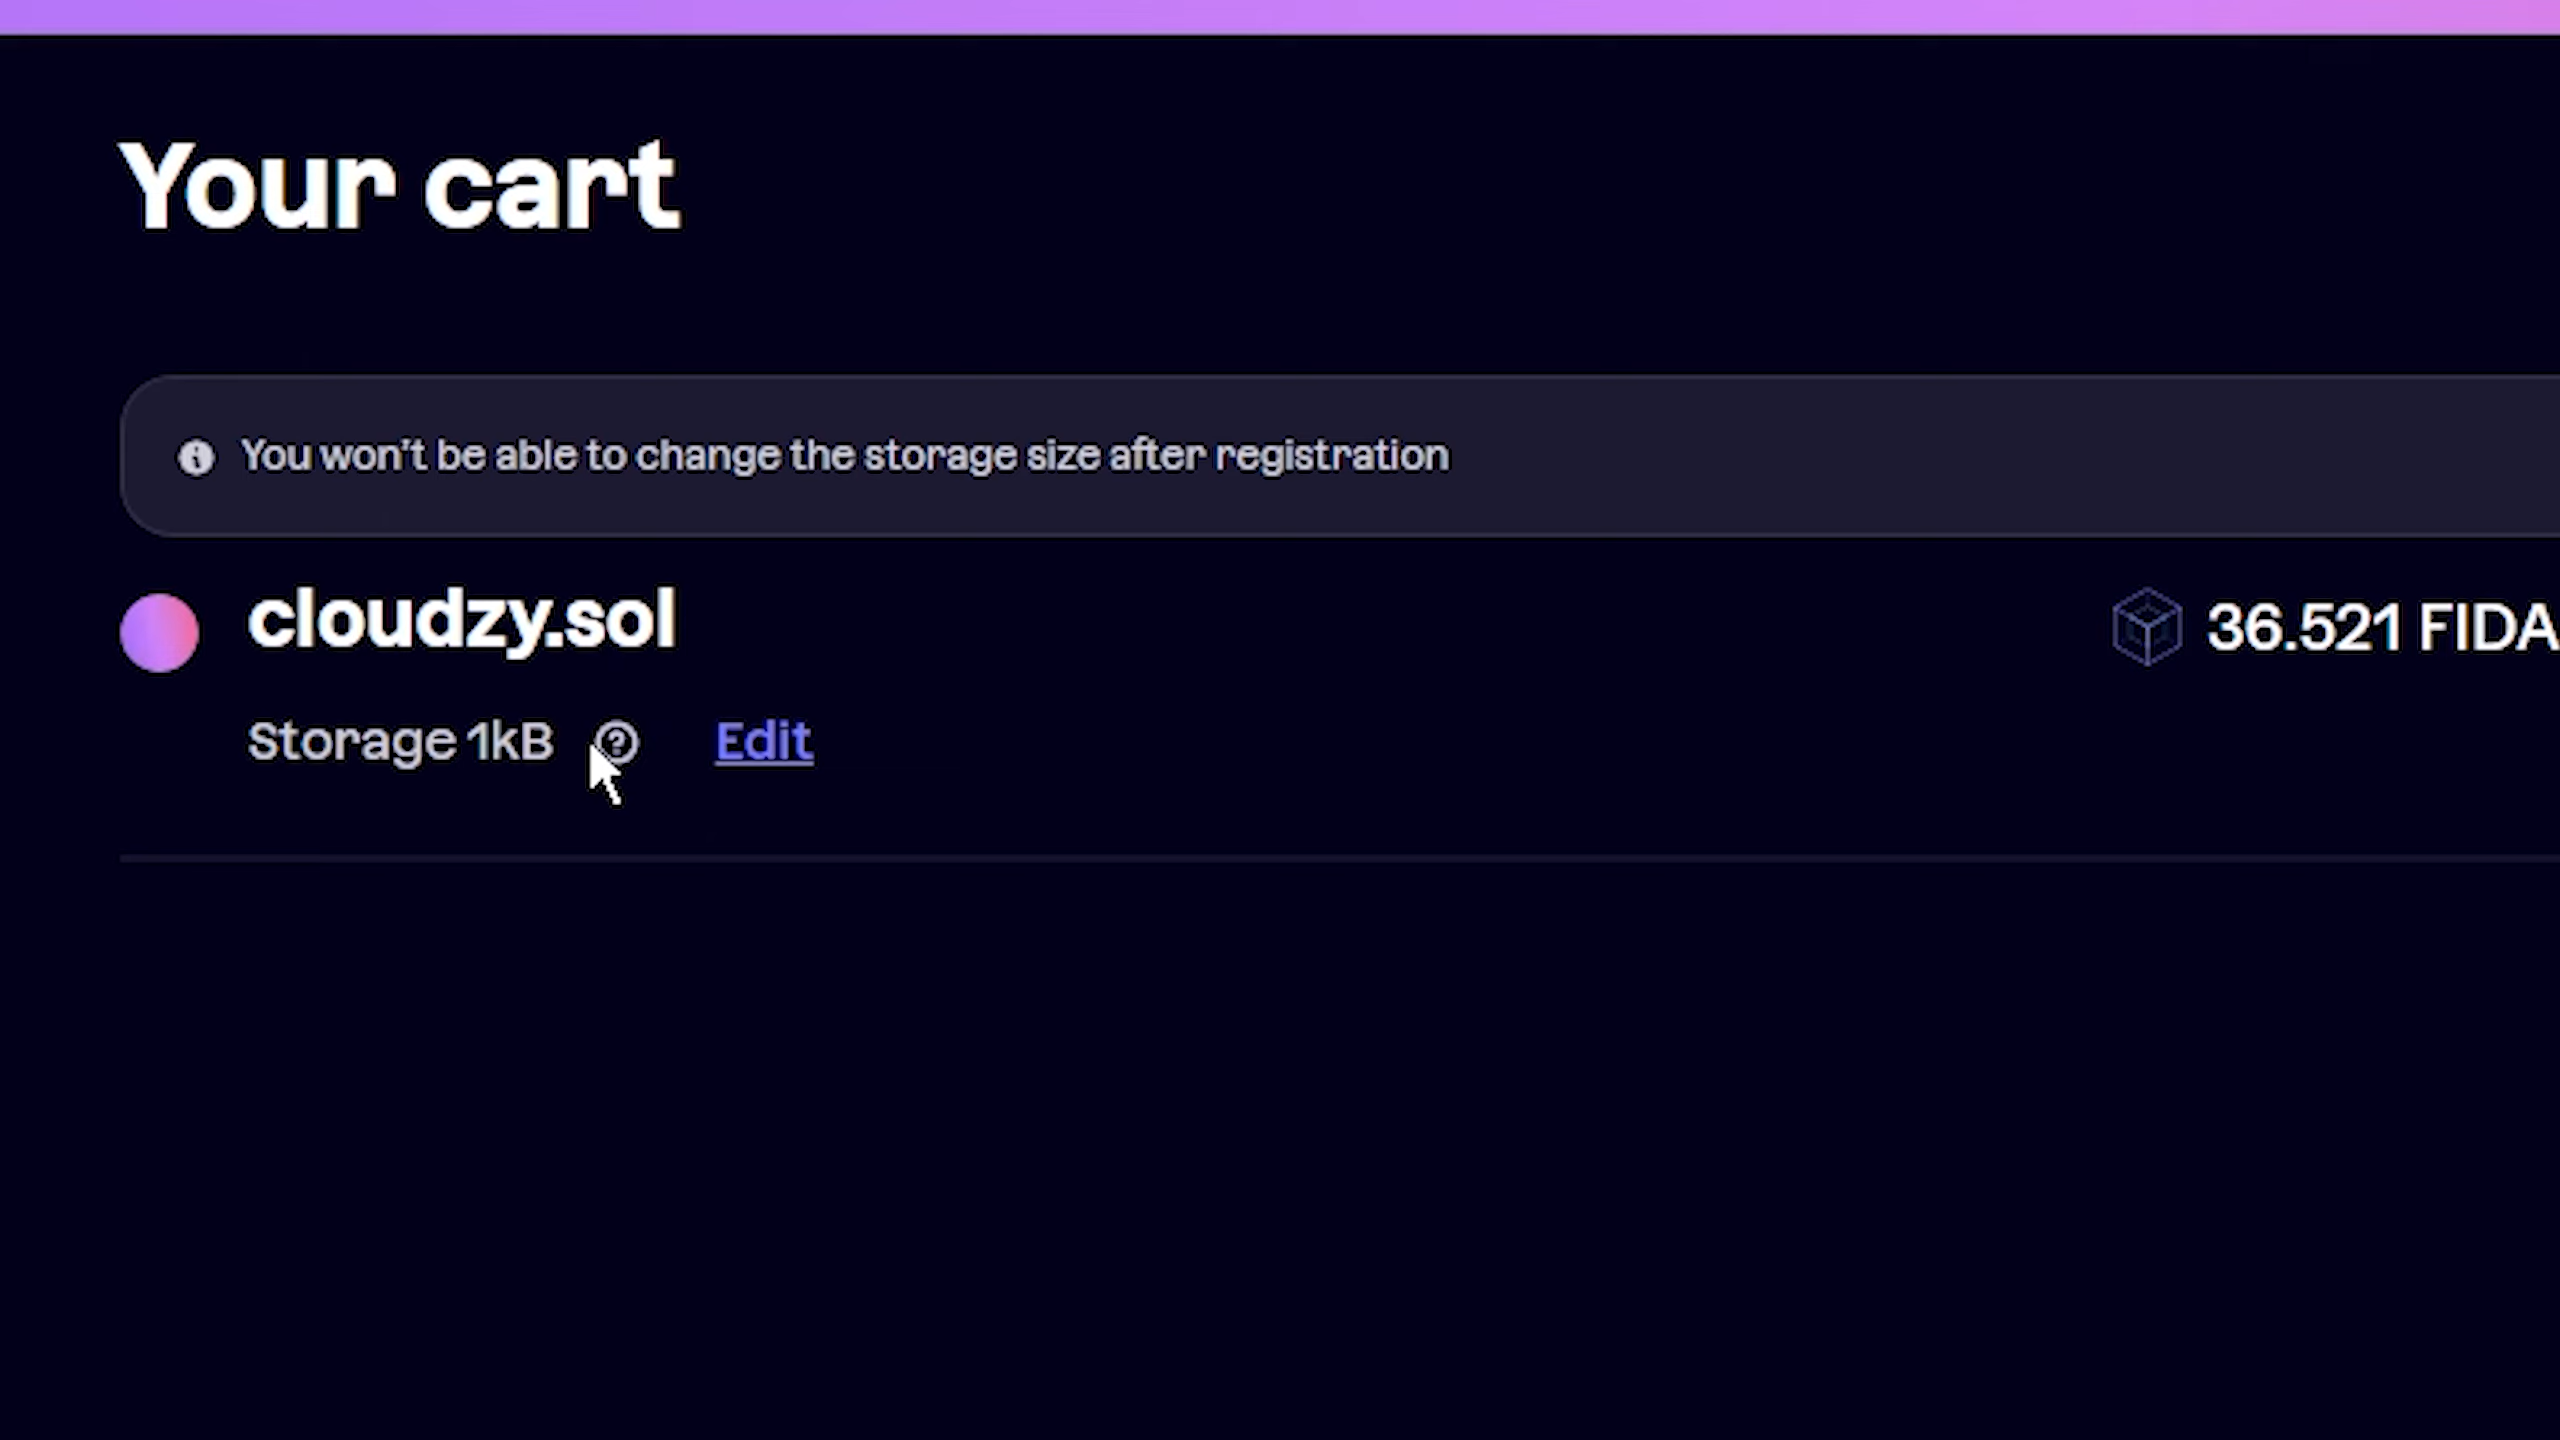 Your cart
You won't be able to change the storage size after registration
cloudzy.sol
36.521 FIDA
Storage 1kB
Edit